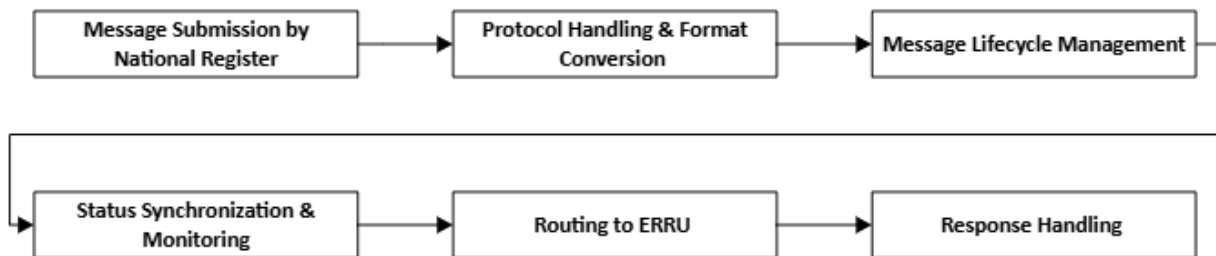 Message Submission by
National Register
Protocol Handling & Format
Conversion
Message Lifecycle Management
Status Synchronization &
Monitoring
Routing to ERRU
Response Handling